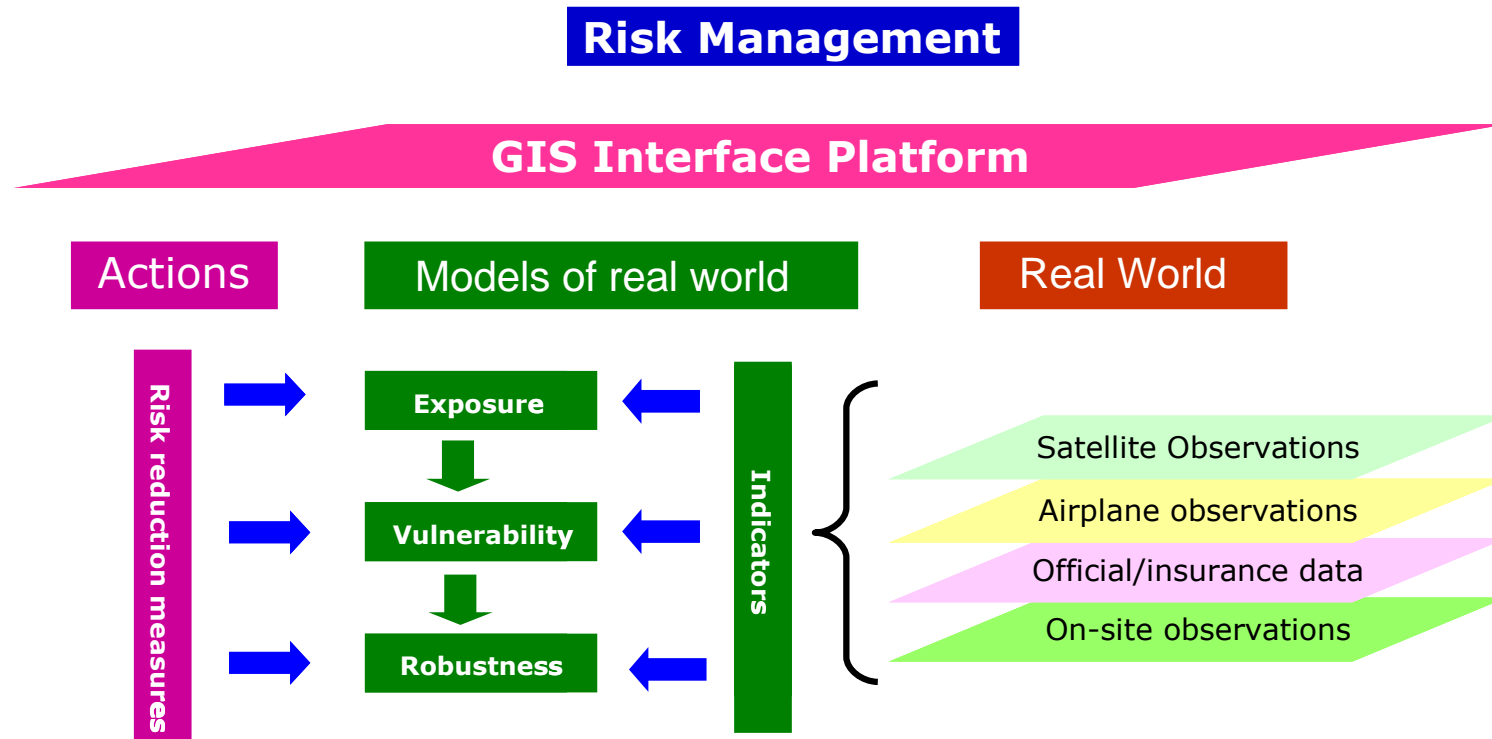 Risk Management
GIS Interface Platform
Actions
Models of real world
Real World
Risk reduction measures
Exposure
Vulnerability
Robustness
Indicators
Satellite Observations
Airplane observations
Official/insurance data
On-site observations